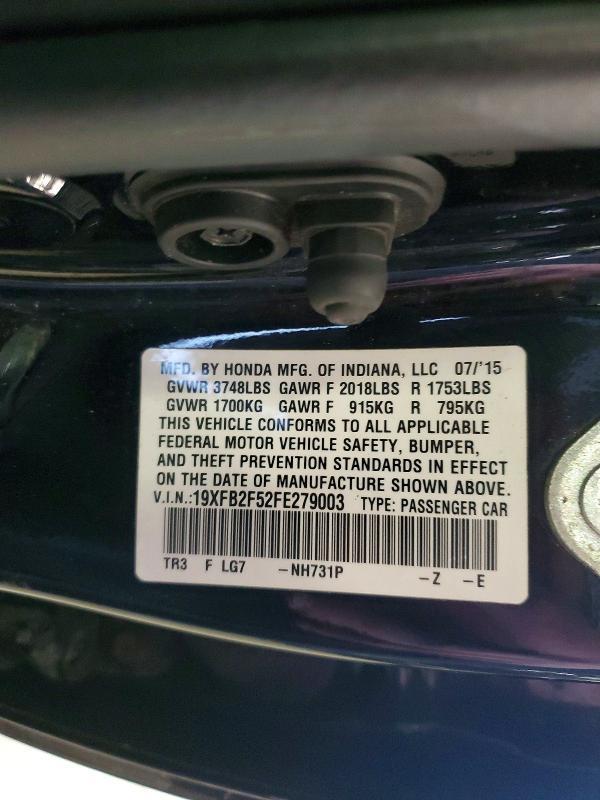 MFD. BY HONDA MFG. OF INDIANA, LLC 07/'15
GVWR 3748LBS GAWR F 2018LBS R 1753LBS
GVWR 1700KG GAWR F 915KG R 795KG
THIS VEHICLE CONFORMS TO ALL APPLICABLE
FEDERAL MOTOR VEHICLE SAFETY, BUMPER,
AND THEFT PREVENTION STANDARDS IN EFFECT
ON THE DATE OF MANUFACTURE SHOWN ABOVE.
V.I.N.:19XFB2F52FE279003 TYPE: PASSENGER CAR
TR3 F LG7 -NH731P -Z -E